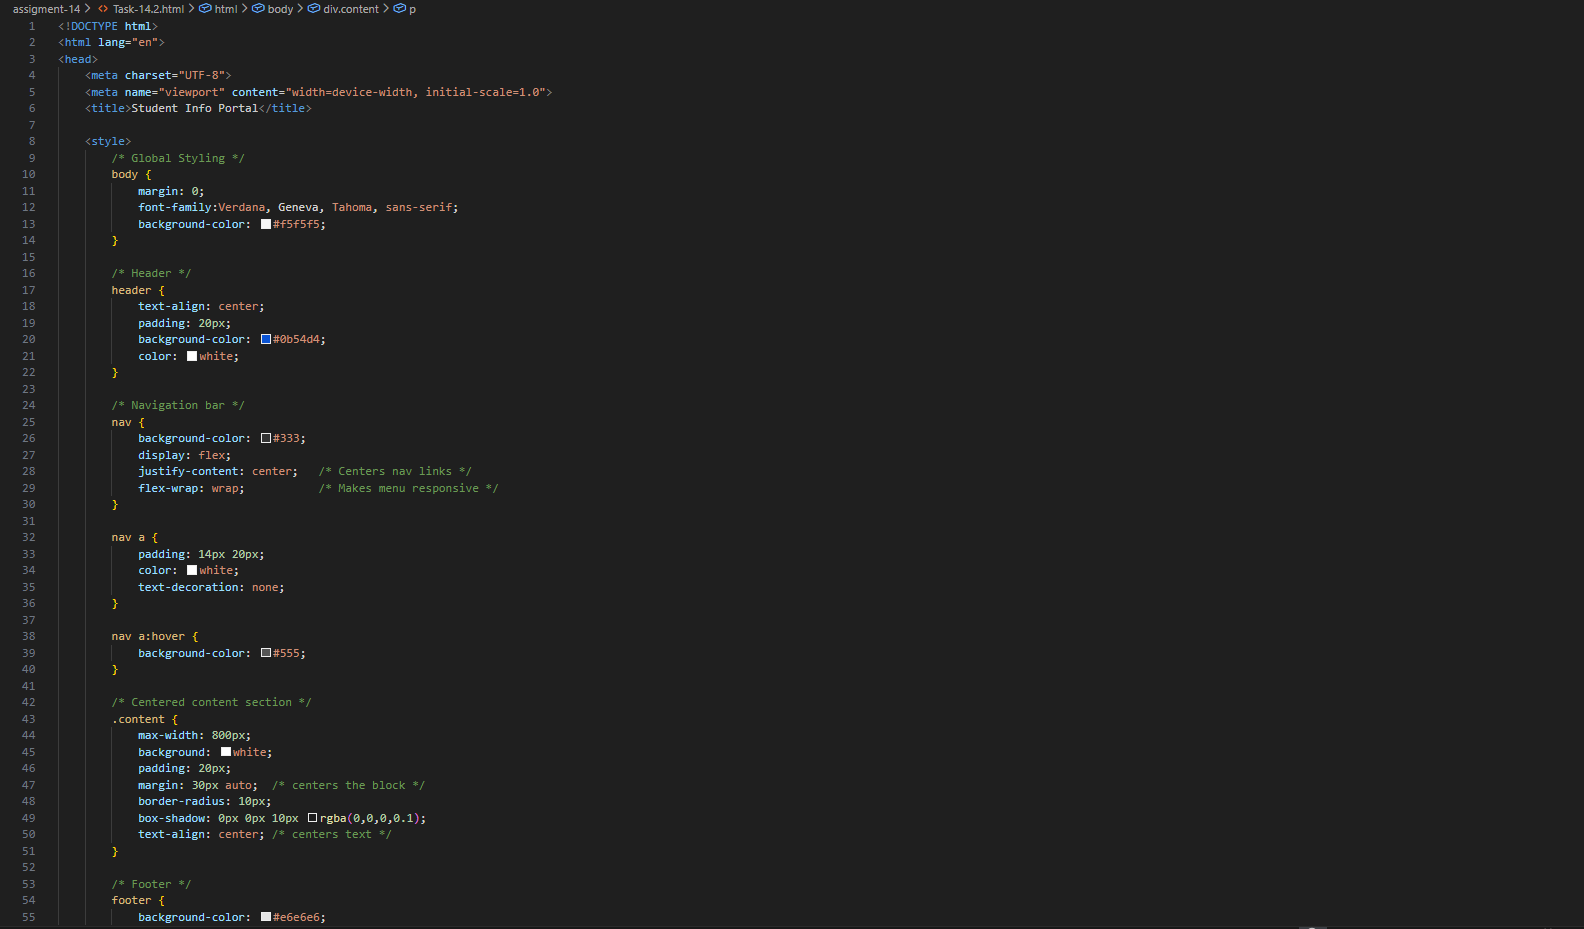 assigment-14 > <> Task-14.2.html > html > body > div.content > p
1 <!DOCTYPE html>
2 <html lang="en">
3 <head>
4     <meta charset="UTF-8">
5     <meta name="viewport" content="width=device-width, initial-scale=1.0">
6     <title>Student Info Portal</title>
7
8     <style>
9         /* Global Styling */
10         body {
11             margin: 0;
12             font-family:Verdana, Geneva, Tahoma, sans-serif;
13             background-color: #f5f5f5;
14         }
15
16         /* Header */
17         header {
18             text-align: center;
19             padding: 20px;
20             background-color: #0b54d4;
21             color: white;
22         }
23
24         /* Navigation bar */
25         nav {
26             background-color: #333;
27             display: flex;
28             justify-content: center;   /* Centers nav links */
29             flex-wrap: wrap;           /* Makes menu responsive */
30         }
31
32         nav a {
33             padding: 14px 20px;
34             color: white;
35             text-decoration: none;
36         }
37
38         nav a:hover {
39             background-color: #555;
40         }
41
42         /* Centered content section */
43         .content {
44             max-width: 800px;
45             background: white;
46             padding: 20px;
47             margin: 30px auto;  /* centers the block */
48             border-radius: 10px;
49             box-shadow: 0px 0px 10px rgba(0,0,0,0.1);
50             text-align: center; /* centers text */
51         }
52
53         /* Footer */
54         footer {
55             background-color: #e6e6e6;